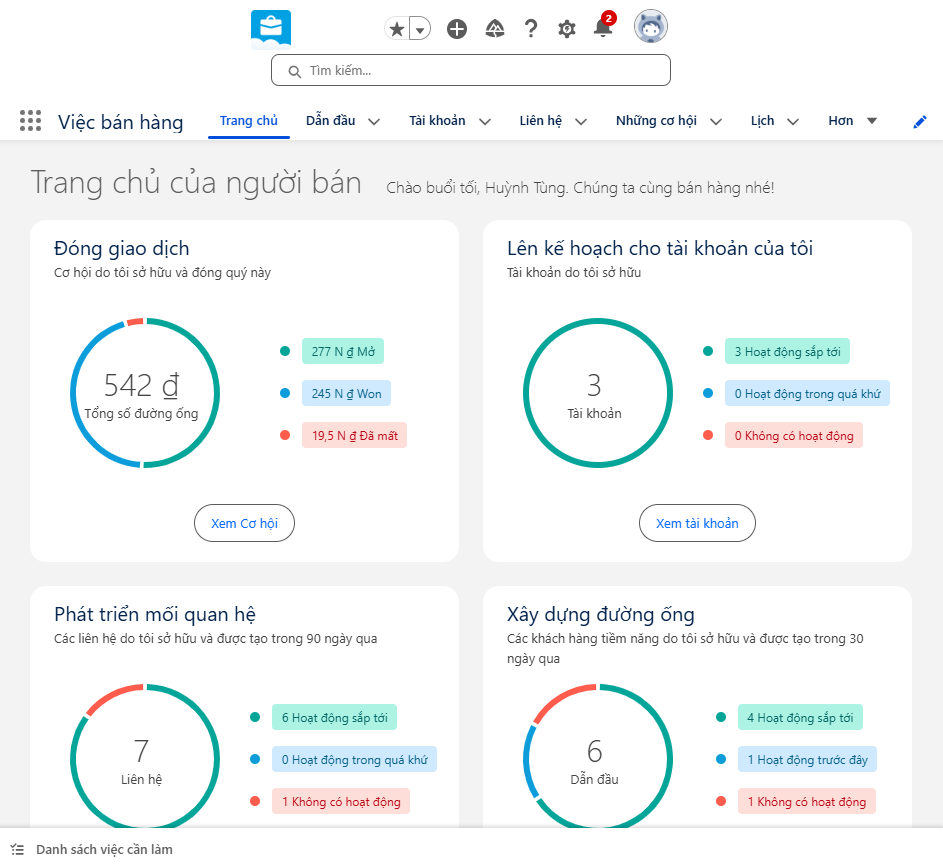 2
Tìm kiếm...
Việc bán hàng
Trang chủ
Dẫn đầu
Tài khoản
Liên hệ
Những cơ hội
Lịch
Hơn
Trang chủ của người bán
Chào buổi tối, Huỳnh Tùng. Chúng ta cùng bán hàng nhé!
Đóng giao dịch
Cơ hội do tôi sở hữu và đóng quý này
542 ₫
Tổng số đường ống
277 N ₫ Mở
245 N ₫ Won
19,5 N ₫ Đã mất
Xem Cơ hội
Lên kế hoạch cho tài khoản của tôi
Tài khoản do tôi sở hữu
3
Tài khoản
3 Hoạt động sắp tới
0 Hoạt động trong quá khứ
0 Không có hoạt động
Xem tài khoản
Phát triển mối quan hệ
Các liên hệ do tôi sở hữu và được tạo trong 90 ngày qua
7
Liên hệ
6 Hoạt động sắp tới
0 Hoạt động trong quá khứ
1 Không có hoạt động
Xây dựng đường ống
Các khách hàng tiềm năng do tôi sở hữu và được tạo trong 30
ngày qua
6
Dẫn đầu
4 Hoạt động sắp tới
1 Hoạt động trước đây
1 Không có hoạt động
Danh sách việc cần làm